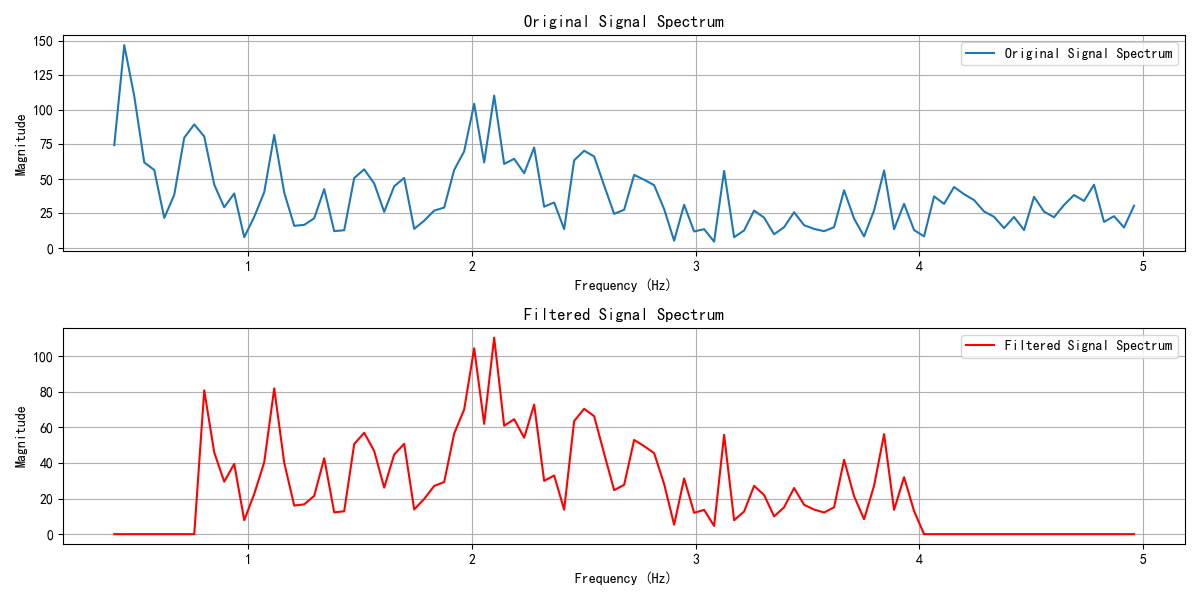 Original Signal Spectrum
150
125
100
75
50
25
0
Magnitude
Original Signal Spectrum
1 2 3 4 5
Frequency (Hz)
Filtered Signal Spectrum
100
80
60
40
20
0
Magnitude
Filtered Signal Spectrum
1 2 3 4 5
Frequency (Hz)